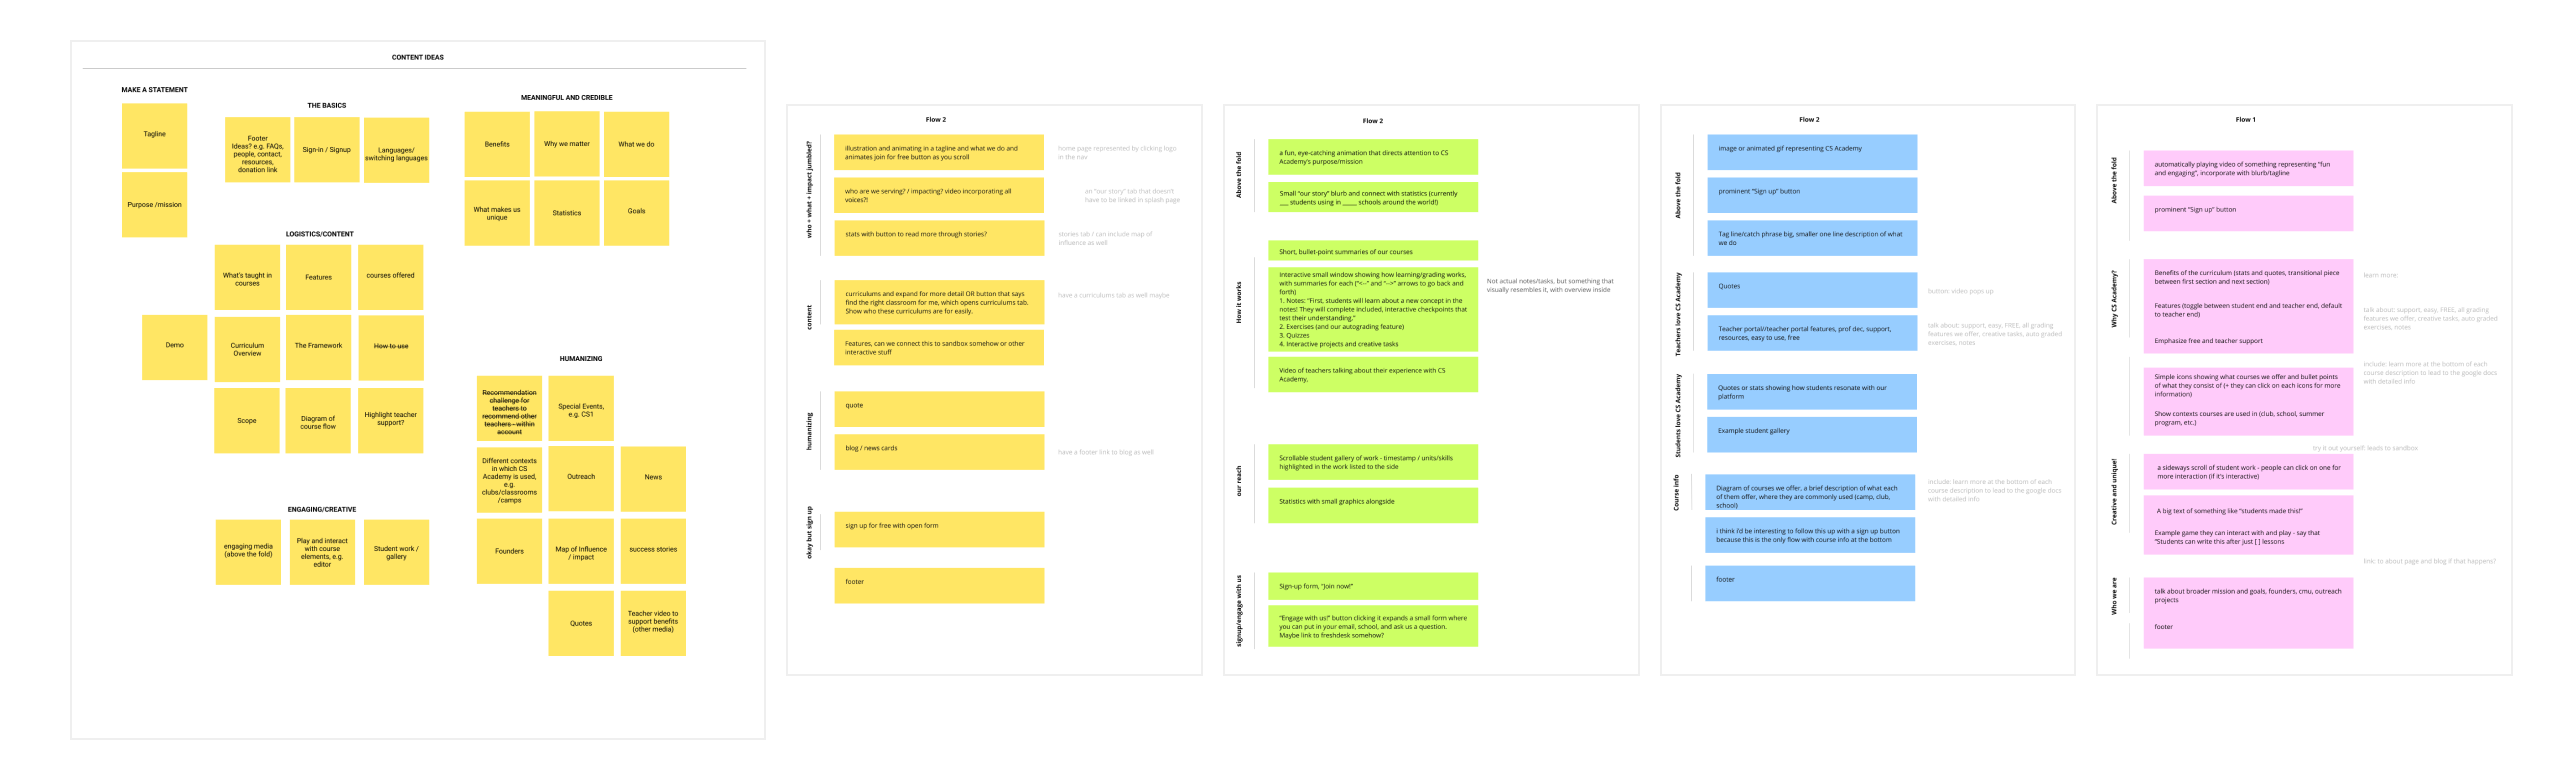 CONTENT IDEAS
MAKE A STATEMENT
Tagline
Purpose /mission
THE BASICS
Footer
Ideas? e.g. FAQs,
people, contact,
resources,
donation link
Sign-in / Signup
Languages/
switching languages
MEANINGFUL AND CREDIBLE
Benefits
Why we matter
What we do
What makes us
unique
Statistics
Goals
LOGISTICS/CONTENT
What's taught in
courses
Features
courses offered
Demo
Curriculum
Overview
The Framework
How to use
Scope
Diagram of
course flow
Highlight teacher
support?
HUMANIZING
Recommendation
challenge for
teachers to
recommend other
teachers - within
account
Special Events,
e.g. CS1
Different contexts
in which CS
Academy is used,
e.g.
clubs/classrooms
/camps
Outreach
News
Founders
Map of Influence
/ impact
success stories
Quotes
Teacher video to
support benefits
(other media)
ENGAGING/CREATIVE
engaging media
(above the fold)
Play and interact
with course
elements, e.g.
editor
Student work /
gallery
Flow 2
who + what + impact jumbled?
illustration and animating in a tagline and what we do and
animates join for free button as you scroll
home page represented by clicking logo
in the nav
who are we serving? / impacting? video incorporating all
voices?!
an "our story" tab that doesn't
have to be linked in splash page
stats with button to read more through stories?
stories tab / can include map of
influence as well
content
curriculums and expand for more detail OR button that says
find the right classroom for me, which opens curriculums tab.
Show who these curriculums are for easily.
have a curriculums tab as well maybe
Features, can we connect this to sandbox somehow or other
interactive stuff
humanizing
quote
blog / news cards
have a footer link to blog as well
okay but sign up
sign up for free with open form
footer
Flow 2
Above the fold
a fun, eye-catching animation that directs attention to CS
Academy's purpose/mission
Small "our story" blurb and connect with statistics (currently
___ students using in _____ schools around the world!)
How it works
Short, bullet-point summaries of our courses
Interactive small window showing how learning/grading works,
with summaries for each ("<--" and "-->" arrows to go back and
forth)
1. Notes: "First, students will learn about a new concept in the
notes! They will complete included, interactive checkpoints that
test their understanding."
2. Exercises (and our autograding feature)
3. Quizzes
4. Interactive projects and creative tasks
Not actual notes/tasks, but something that
visually resembles it, with overview inside
Video of teachers talking about their experience with CS
Academy,
our reach
Scrollable student gallery of work - timestamp / units/skills
highlighted in the work listed to the side
Statistics with small graphics alongside
signup/engage with us
Sign-up form, "Join now!"
"Engage with us!" button clicking it expands a small form where
you can put in your email, school, and ask us a question.
Maybe link to freshdesk somehow?
Flow 2
Above the fold
image or animated gif representing CS Academy
prominent "Sign up" button
Tag line/catch phrase big, smaller one line description of what
we do
Teachers love CS Academy
Quotes
button: video pops up
Teacher portal//teacher portal features, prof dec, support,
resources, easy to use, free
talk about: support, easy, FREE, all grading
features we offer, creative tasks, auto graded
exercises, notes
Students love CS Academy
Quotes or stats showing how students resonate with our
platform
Example student gallery
Course info
Diagram of courses we offer, a brief description of what each
of them offer, where they are commonly used (camp, club,
school)
include: learn more at the bottom of each
course description to lead to the google docs
with detailed info
i think i'd be interesting to follow this up with a sign up button
because this is the only flow with course info at the bottom
footer
Flow 1
Above the fold
automatically playing video of something representing "fun
and engaging", incorporate with blurb/tagline
prominent "Sign up" button
Why CS Academy?
Benefits of the curriculum (stats and quotes, transitional piece
between first section and next section)
learn more:
Features (toggle between student end and teacher end, default
to teacher end)
talk about: support, easy, FREE, all grading
features we offer, creative tasks, auto graded
exercises, notes
Emphasize free and teacher support
Simple icons showing what courses we offer and bullet points
of what they consist of (+ they can click on each icons for more
information)
include: learn more at the bottom of each
course description to lead to the google docs
with detailed info
Show contexts courses are used in (club, school, summer
program, etc.)
try it out yourself: leads to sandbox
Creative and unique!
a sideways scroll of student work - people can click on one for
more interaction (if it's interactive)
A big text of something like "students made this!"
Example game they can interact with and play - say that
"Students can write this after just [ ] lessons
link: to about page and blog if that happens?
Who we are
talk about broader mission and goals, founders, cmu, outreach
projects
footer